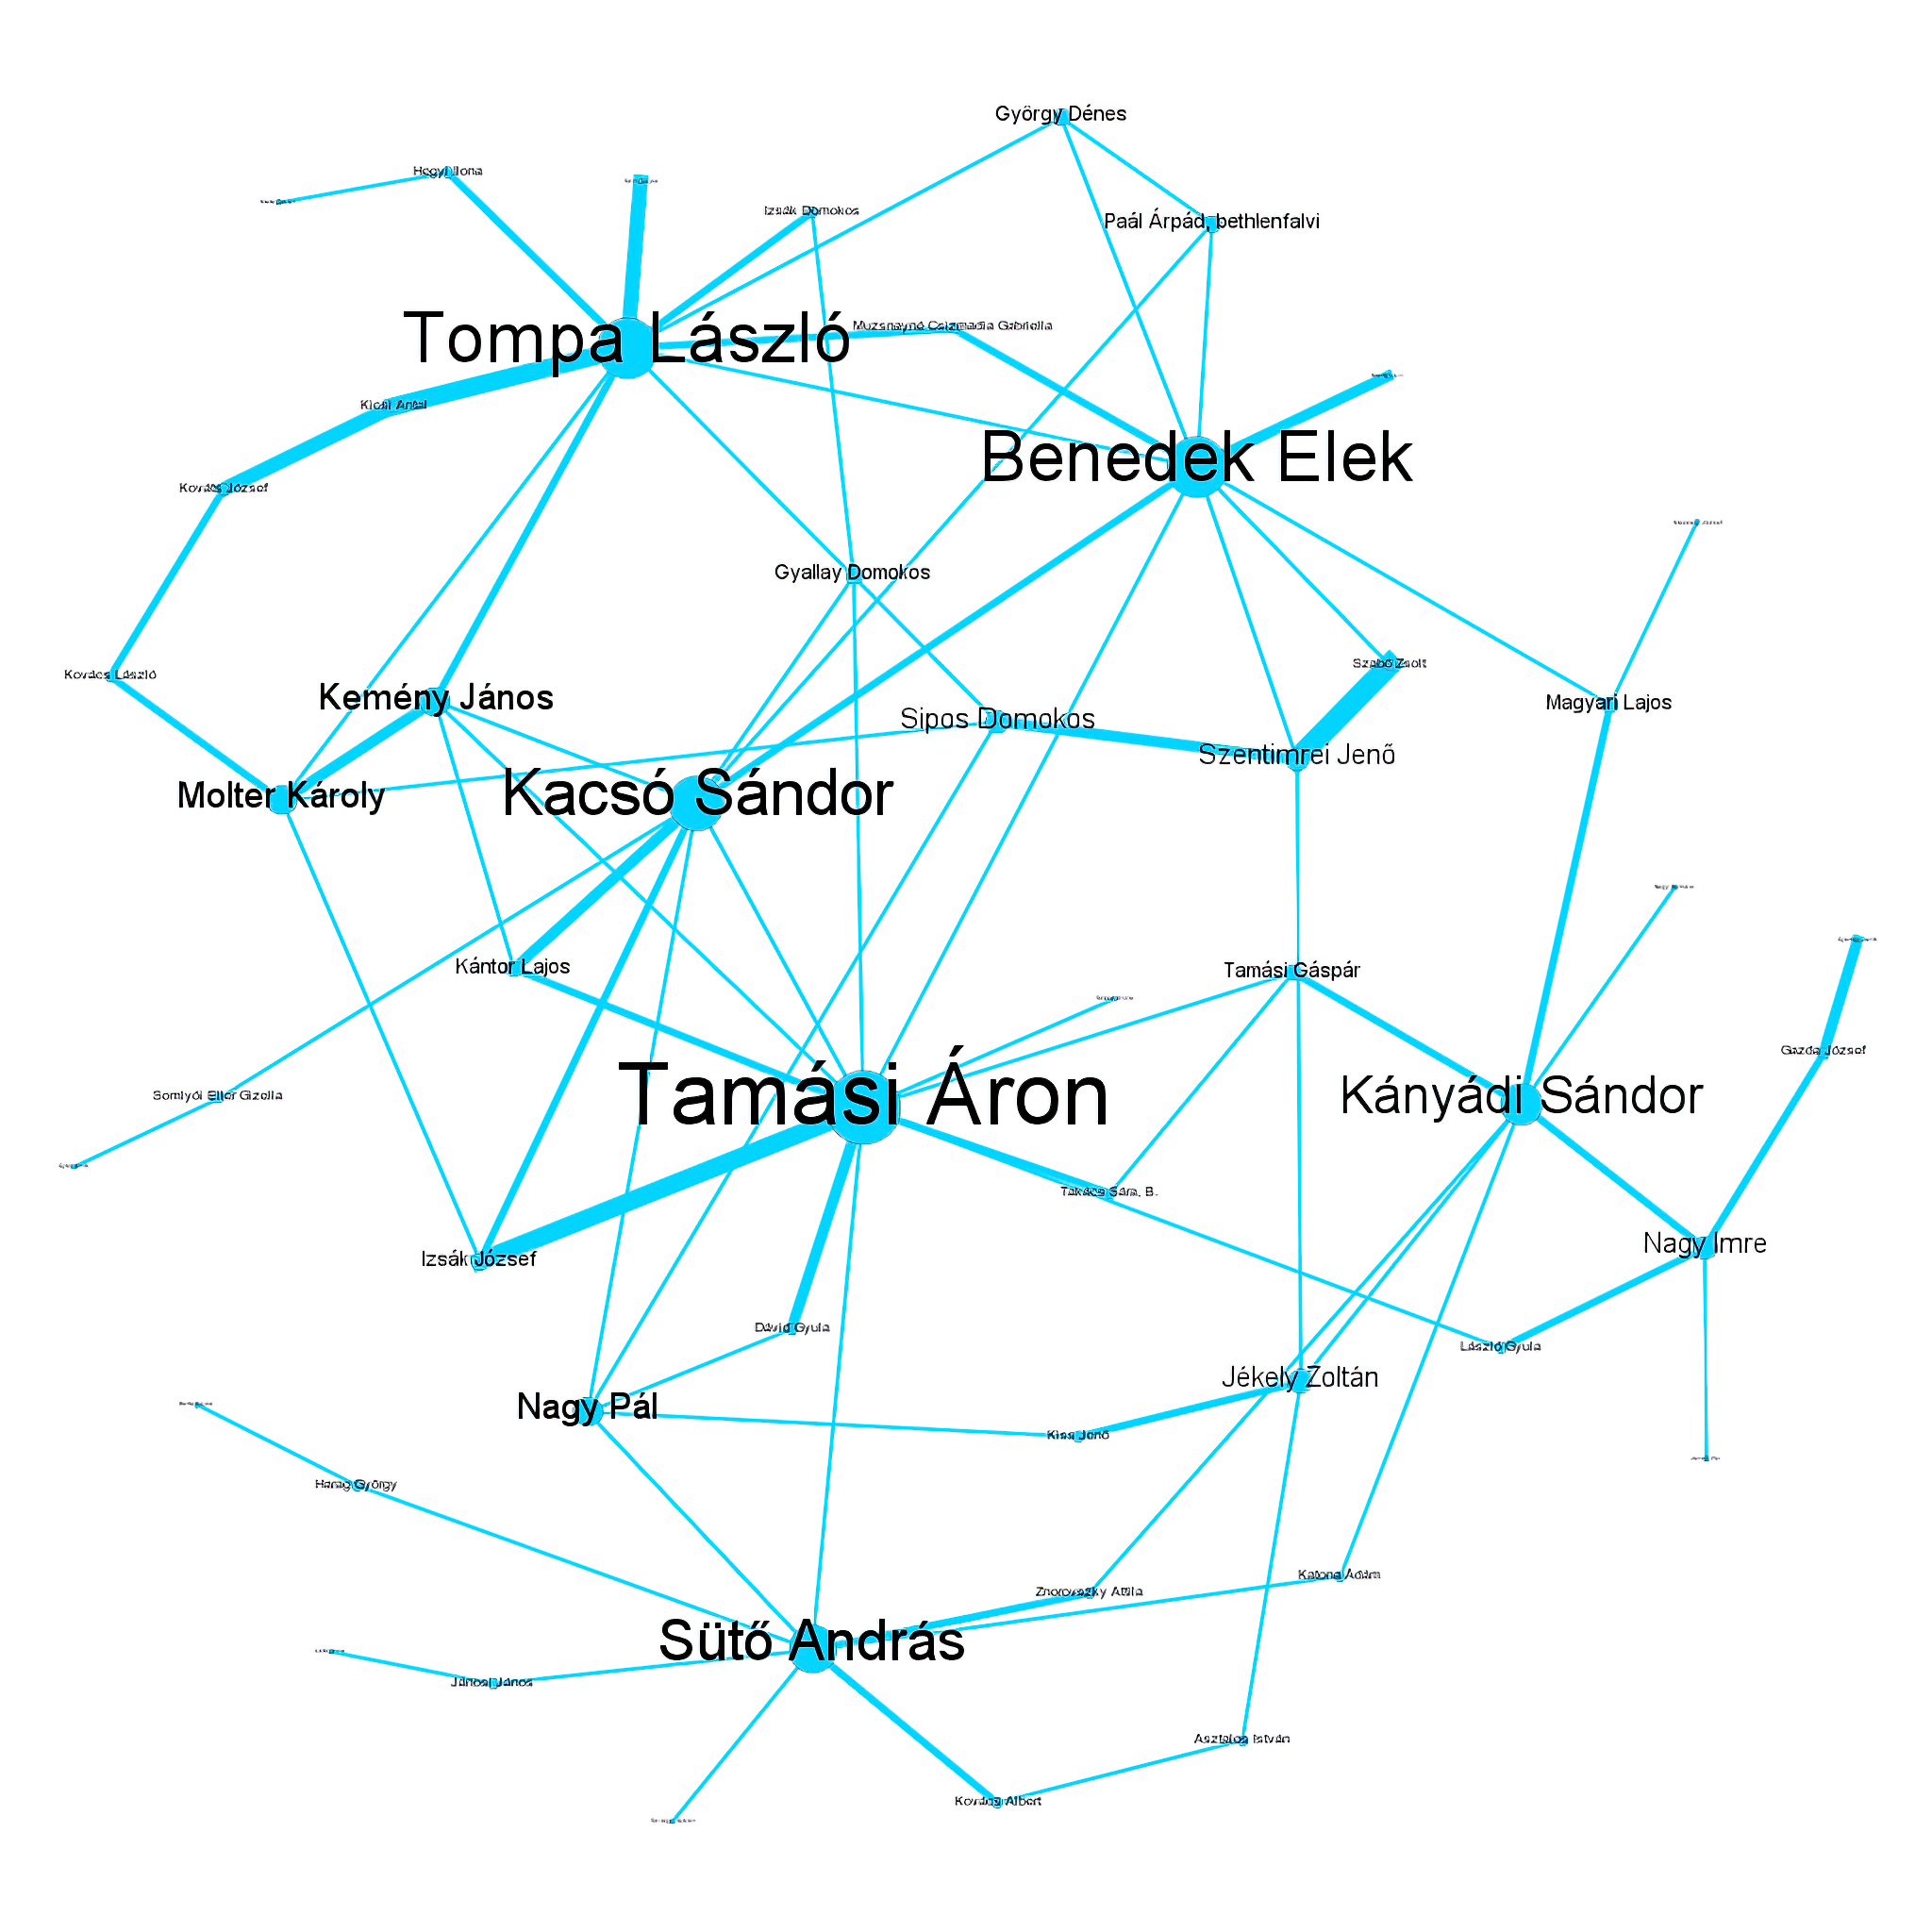 György Dénes
Hegyi Ilona
Izsák Domokos
Paál Árpád, bethlenfalvi
Tompa László
Muzsnayné Csizmadia Gabriella
Benedek Elek
Kovács József
Gyallay Domokos
Szabó Zsolt
Kovács László
Kemény János
Magyari Lajos
Sipos Domokos
Szentimrei Jenő
Molter Károly
Kacsó Sándor
Kántor Lajos
Tamási Gáspár
Gazda József
Tamási Áron
Kányádi Sándor
Somlyói Eller Gizella
Takács Sára, B.
Nagy Imre
Izsák József
Dávid Gyula
László Gyula
Jékely Zoltán
Nagy Pál
Kiss Jenő
Harag György
Katona Ádám
Znorovszky Attila
Sütő András
Jánosi János
Asztalos István
Kovács Albert